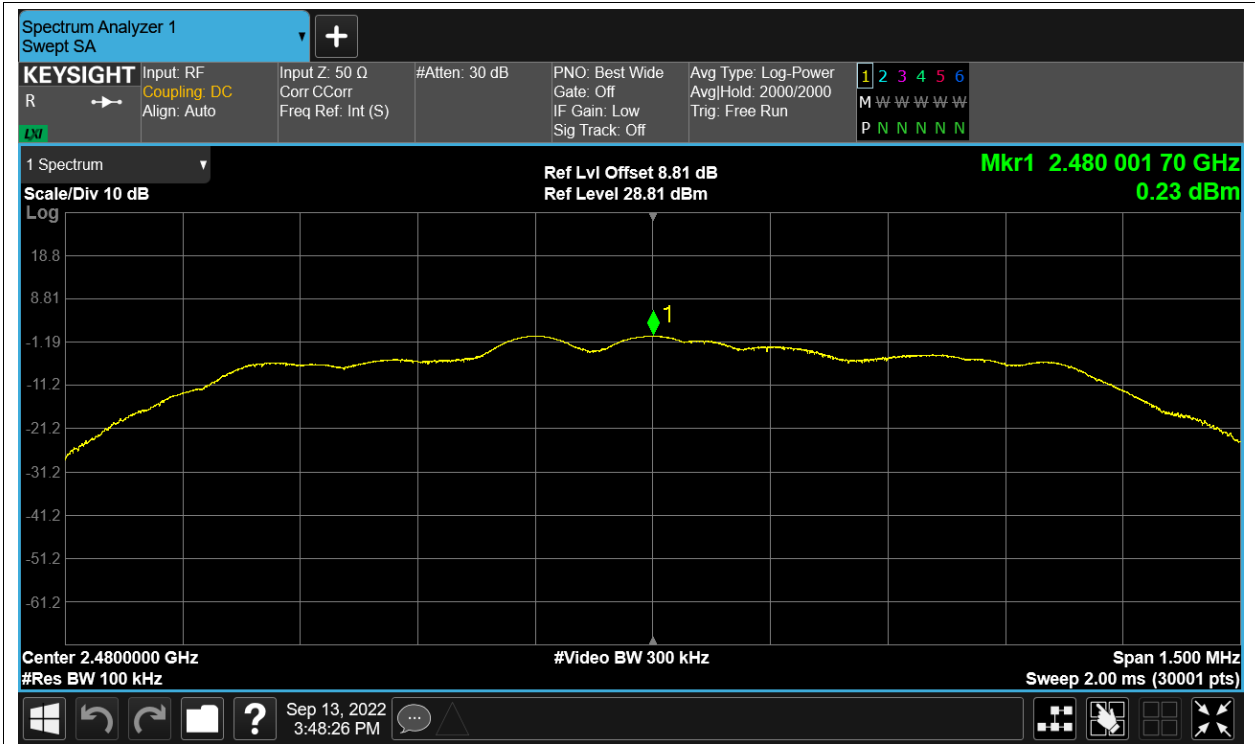 Spectrum Analyzer 1
Swept SA
KEYSIGHT
R
LXI
Input: RF
Coupling: DC
Align: Auto
Input Z: 50 Ω
Corr CCorr
Freq Ref: Int (S)
#Atten: 30 dB
PNO: Best Wide
Gate: Off
IF Gain: Low
Sig Track: Off
Avg Type: Log-Power
Avg|Hold: 2000/2000
Trig: Free Run
1 2 3 4 5 6
M W W W W W
P N N N N N
1 Spectrum
Scale/Div 10 dB
Log
Ref Lvl Offset 8.81 dB
Ref Level 28.81 dBm
Mkr1 2.480 001 70 GHz
0.23 dBm
18.8
8.81
1
-1.19
-11.2
-21.2
-31.2
-41.2
-51.2
-61.2
Center 2.4800000 GHz
#Res BW 100 kHz
#Video BW 300 kHz
Span 1.500 MHz
Sweep 2.00 ms (30001 pts)
?
Sep 13, 2022
3:48:26 PM